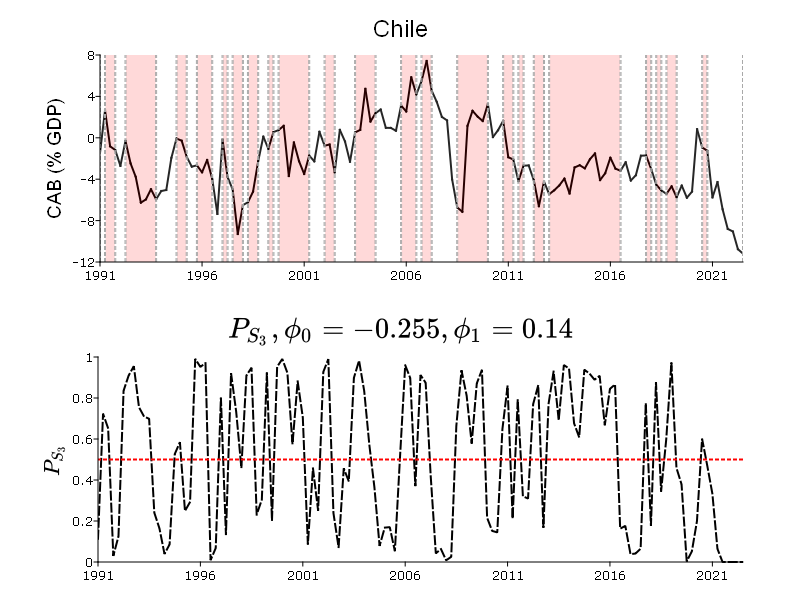 Chile
CAB (% GDP)
8
4
0
−4
−8
−12
1991 1996 2001 2006 2011 2016 2021
P_{S_3}, ϕ_0 = −0.255, ϕ_1 = 0.14
P_{S_3}
1
0.8
0.6
0.4
0.2
0
1991 1996 2001 2006 2011 2016 2021